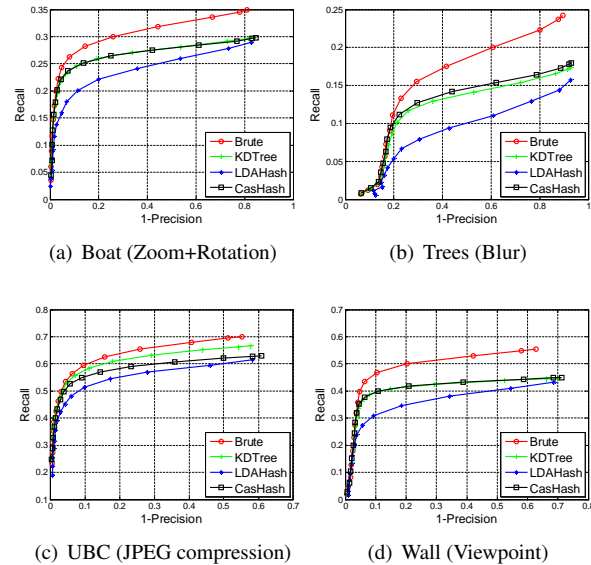 0.35
0.3
0.25
0.2
0.15
0.1
0.05
0
0 0.2 0.4 0.6 0.8 1
Recall
1-Precision
Brute
KDTree
LDAHash
CasHash
(a) Boat (Zoom+Rotation)
0.25
0.2
0.15
0.1
0.05
0
0 0.2 0.4 0.6 0.8 1
Recall
1-Precision
Brute
KDTree
LDAHash
CasHash
(b) Trees (Blur)
0.8
0.7
0.6
0.5
0.4
0.3
0.2
0.1
0 0.1 0.2 0.3 0.4 0.5 0.6 0.7
Recall
1-Precision
Brute
KDTree
LDAHash
CasHash
(c) UBC (JPEG compression)
0.7
0.6
0.5
0.4
0.3
0.2
0.1
0
0 0.1 0.2 0.3 0.4 0.5 0.6 0.7 0.8
Recall
1-Precision
Brute
KDTree
LDAHash
CasHash
(d) Wall (Viewpoint)